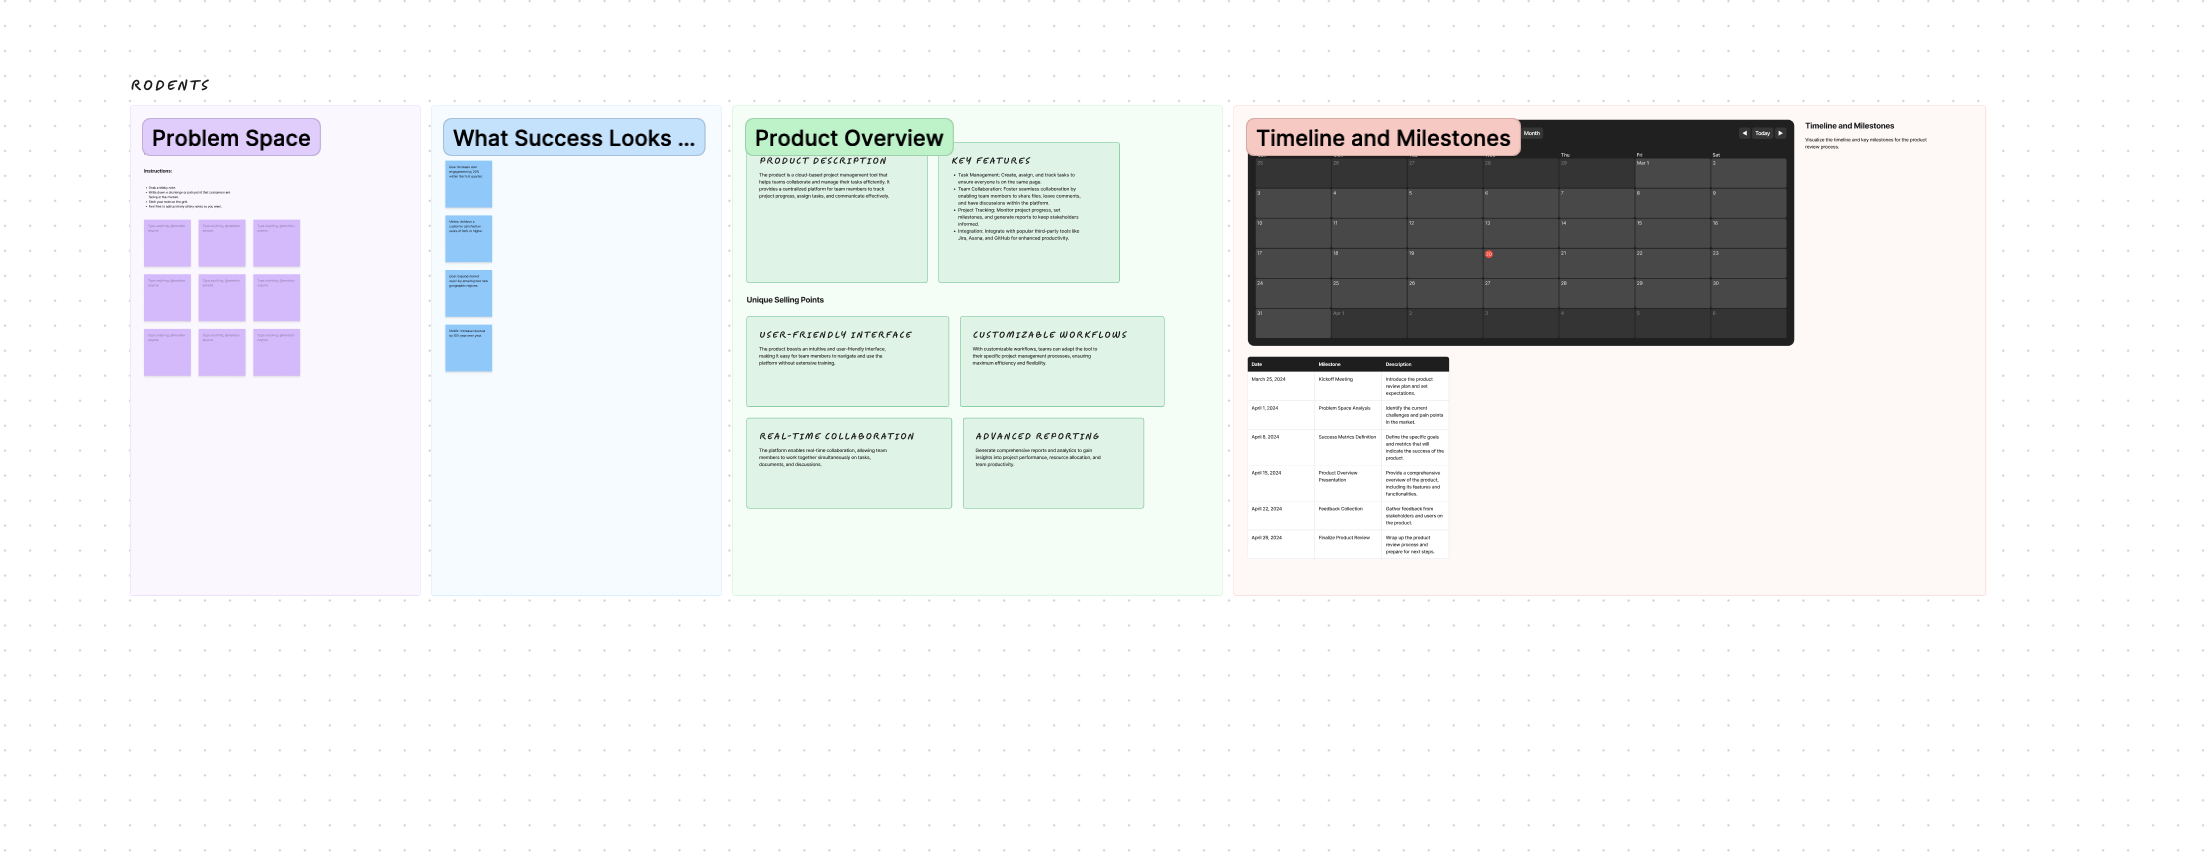 RODENTS
Problem Space
Instructions:
Grab a sticky note.
Feel free to add as many sticky notes as you need.
What Success Looks ...
Product Overview
PRODUCT DESCRIPTION
The product is a cloud-based project management tool that
helps teams collaborate and manage their tasks efficiently. It
provides a centralized platform for team members to track
project progress, assign tasks, and communicate effectively.
KEY FEATURES
• Task Management: Create, assign, and track tasks to
ensure everyone is on the same page.
• Team Collaboration: Foster seamless collaboration by
enabling team members to share files, leave comments,
and have discussions within the platform.
• Project Tracking: Monitor project progress, set
milestones, and generate reports to keep stakeholders
informed.
• Integration: Integrate with popular third-party tools like
Jira, Asana, and GitHub for enhanced productivity.
Unique Selling Points
USER-FRIENDLY INTERFACE
The product boasts an intuitive and user-friendly interface,
making it easy for team members to navigate and use the
platform without extensive training.
CUSTOMIZABLE WORKFLOWS
With customizable workflows, teams can adapt the tool to
their specific project management processes, ensuring
maximum efficiency and flexibility.
REAL-TIME COLLABORATION
The platform enables real-time collaboration, allowing team
members to work together simultaneously on tasks,
documents, and discussions.
ADVANCED REPORTING
Generate comprehensive reports and analytics to gain
insights into project performance, resource allocation, and
team productivity.
Timeline and Milestones
Month
◀ Today ▶
Thu Fri Sat
25 26 27 28 29 Mar 1 2
3 4 5 6 7 8 9
10 11 12 13 14 15 16
17 18 19 20 21 22 23
24 25 26 27 28 29 30
31 Apr 1 2 3 4 5 6
Timeline and Milestones
Visualize the timeline and key milestones for the product
review process.
Date Milestone Description
March 25, 2024 Kickoff Meeting Introduce the product
review plan and set
expectations.
April 1, 2024 Problem Space Analysis Identify the current
challenges and pain points
in the market.
April 8, 2024 Success Metrics Definition Define the specific goals
and metrics that will
indicate the success of the
product.
April 15, 2024 Product Overview Provide a comprehensive
Presentation overview of the product,
including its features and
functionalities.
April 22, 2024 Feedback Collection Gather feedback from
stakeholders and users on
the product.
April 29, 2024 Finalize Product Review Wrap up the product
review process and
prepare for next steps.